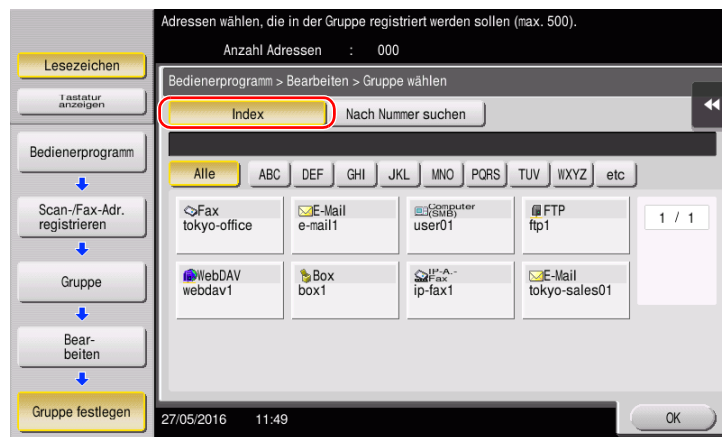 Adressen wählen, die in der Gruppe registriert werden sollen (max. 500).
Anzahl Adressen : 000
Lesezeichen
Tastatur
anzeigen
Bedienerprogramm > Bearbeiten > Gruppe wählen
Index
Nach Nummer suchen
Bedienerprogramm
Alle ABC DEF GHI JKL MNO PQRS TUV WXYZ etc
Scan-/Fax-Adr.
registrieren
Fax
tokyo-office
E-Mail
e-mail1
Computer
(SMB)
user01
FTP
ftp1
1 / 1
Gruppe
WebDAV
webdav1
Box
box1
IP-A.-
Fax
ip-fax1
E-Mail
tokyo-sales01
Bear-
beiten
Gruppe festlegen
27/05/2016 11:49
OK